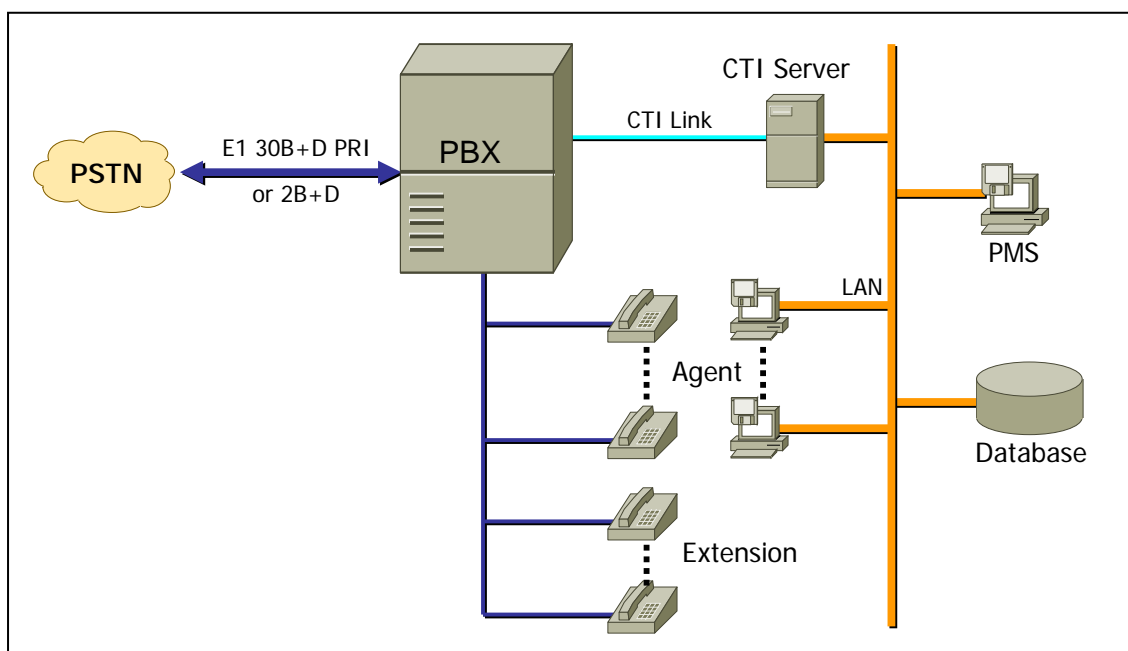 CTI Server
CTI Link
E1 30B+D PRI
PBX
PSTN
or 2B+D
PMS
LAN
Agent
Database
Extension